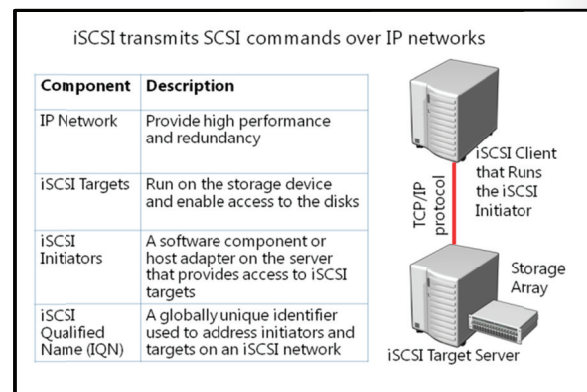 iSCSI transmits SCSI commands over IP networks
Component Description
IP Network Provide high performance
and redundancy
iSCSI Targets Run on the storage device
and enable access to the disks
iSCSI
Initiators
A software component or
host adapter on the server
that provides access to iSCSI
targets
iSCSI
Qualified
Name (IQN)
A globally unique identifier
used to address initiators and
targets on an iSCSI network
iSCSI Client
that Runs
the iSCSI
Initiator
TCP/IP
protocol
Storage
Array
iSCSI Target Server